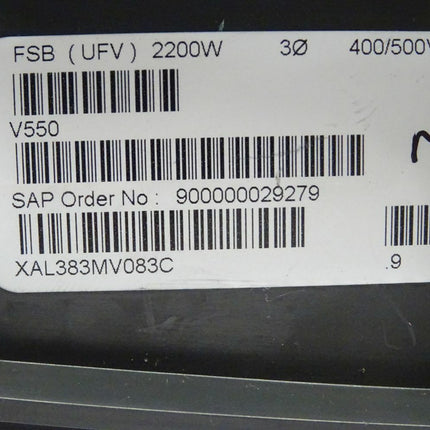 FSB ( UFV ) 2200W 3Ø 400/500V
V550
SAP Order No : 900000029279
XAL383MV083C .9